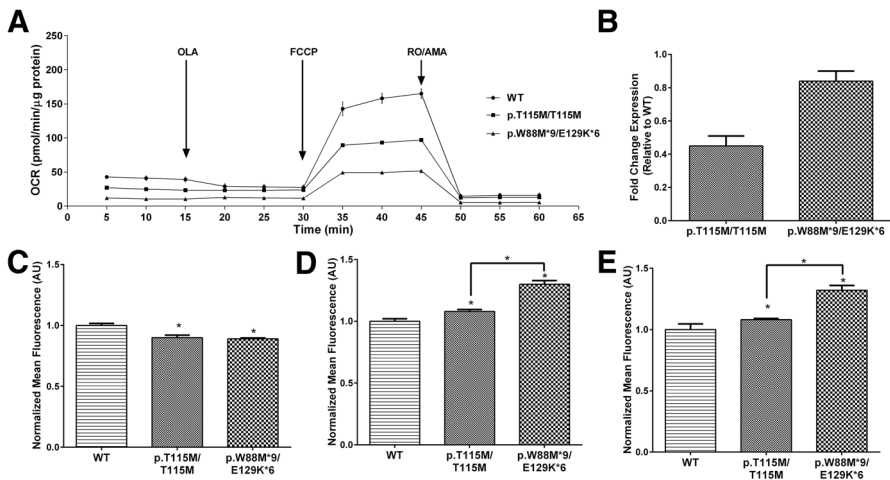 A
OCR (pmol/min/µg protein)
250
200
150
100
50
0
OLA
FCCP
RO/AMA
WT
p.T115M/T115M
p.W88M*9/E129K*6
0 5 10 15 20 25 30 35 40 45 50 55 60 65
Time (min)
B
Fold Change Expression
(Relative to WT)
1.0
0.8
0.6
0.4
0.2
0.0
p.T115M/T115M
p.W88M*9/E129K*6
C
Normalized Mean Fluorescence (AU)
1.5
1.0
0.5
0.0
*
*
WT
p.T115M/
T115M
p.W88M*9/
E129K*6
D
Normalized Mean Fluorescence (AU)
1.5
1.0
0.5
0.0
*
*
*
WT
p.T115M/
T115M
p.W88M*9/
E129K*6
E
Normalized Mean Fluorescence (AU)
1.5
1.0
0.5
0.0
*
*
*
WT
p.T115M/
T115M
p.W88M*9/
E129K*6